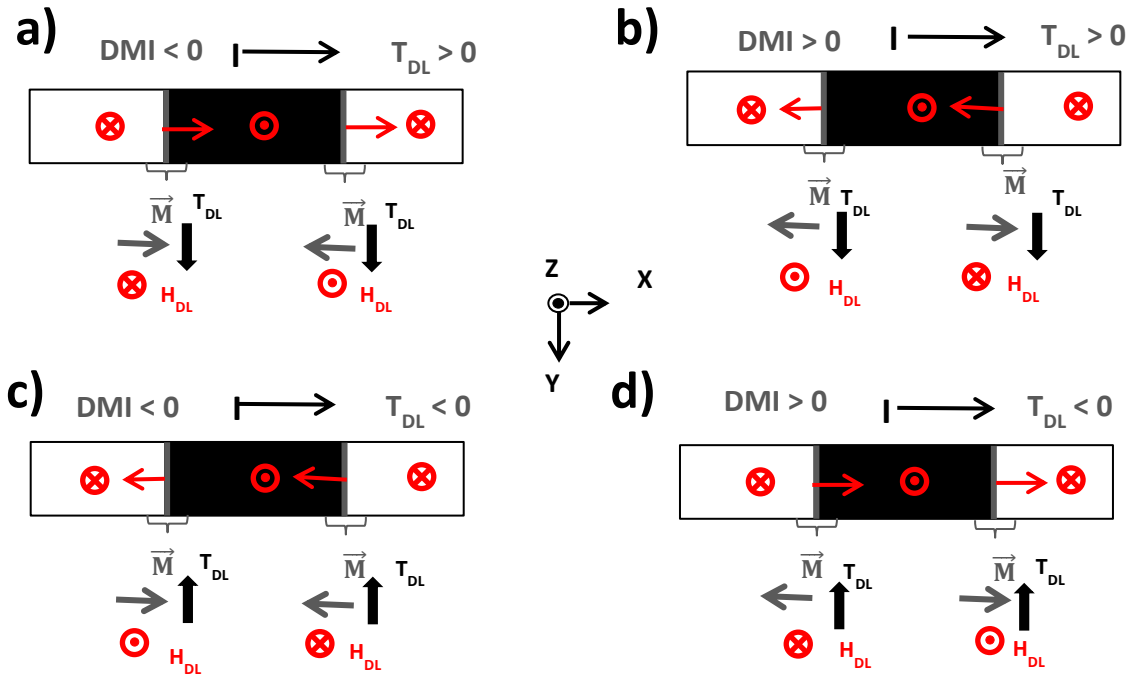 a)
DMI < 0
I
T_DL > 0
M
T_DL
M
T_DL
H_DL
H_DL
b)
DMI > 0
I
T_DL > 0
M
T_DL
M
T_DL
H_DL
H_DL
Z
X
Y
c)
DMI < 0
I
T_DL < 0
M
T_DL
M
T_DL
H_DL
H_DL
d)
DMI > 0
I
T_DL < 0
M
T_DL
M
T_DL
H_DL
H_DL